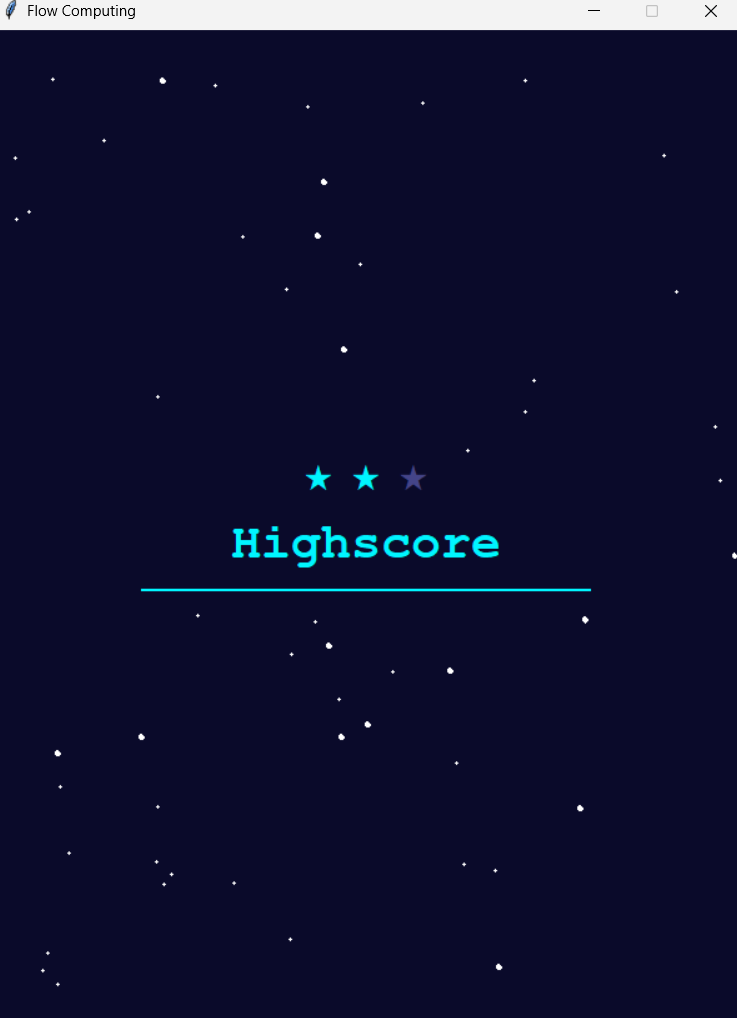 Flow Computing
★ ★ ★
Highscore